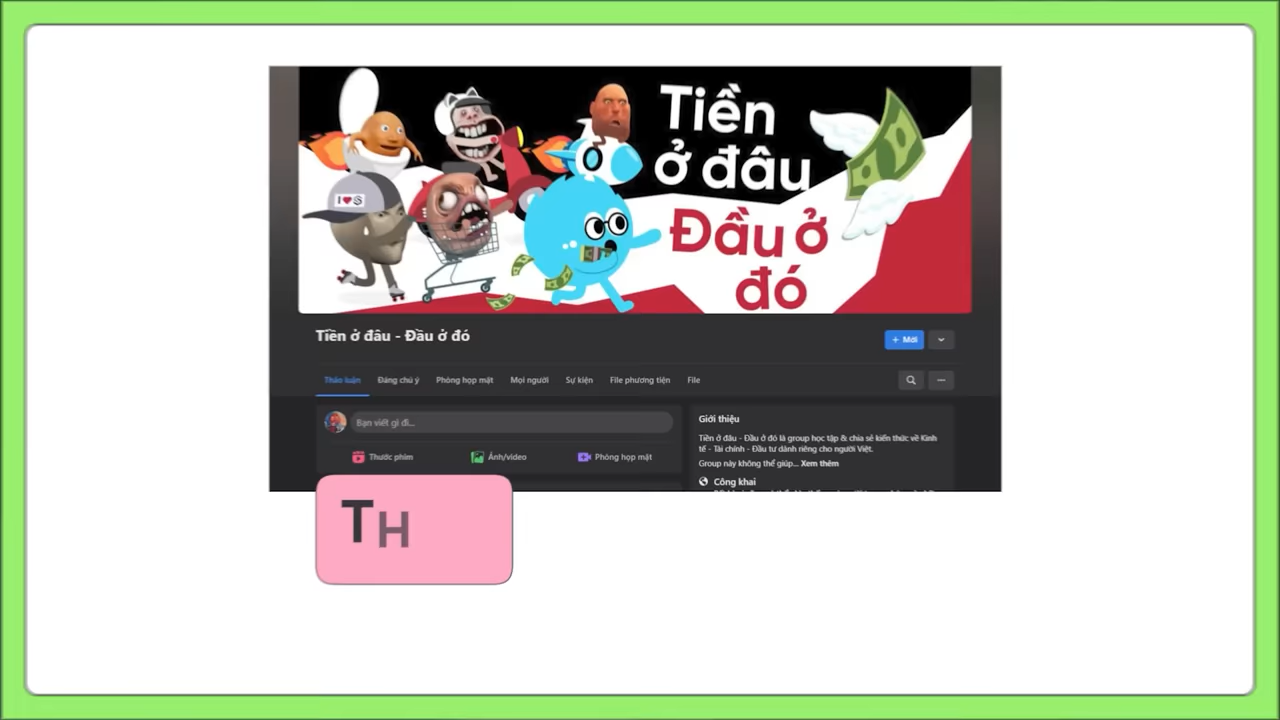 Tiền
ở đâu
Đầu ở
đó
I ❤ S
Tiền ở đâu - Đầu ở đó
+ Mời
Thảo luận Đáng chú ý Phòng họp mặt Mọi người Sự kiện File phương tiện File
Bạn viết gì đi...
Thước phim Ảnh/video Phòng họp mặt
Giới thiệu
Tiền ở đâu - Đầu ở đó là group học tập & chia sẻ kiến thức về Kinh
tế - Tài chính - Đầu tư dành riêng cho người Việt.
Group này không thể giúp... Xem thêm
Công khai
TH